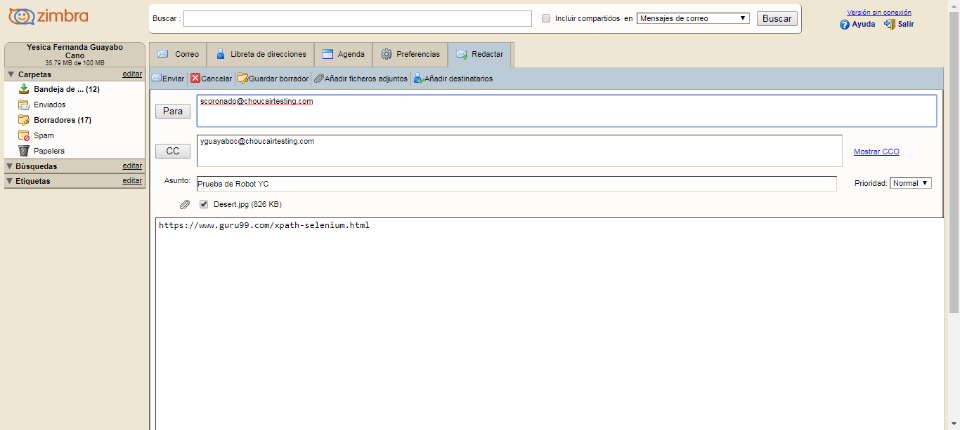 zimbra
Buscar :
Incluir compartidos en Mensajes de correo Buscar
Versión sin conexión
Ayuda Salir
Yesica Fernanda Guayabo
Cano
35,79 MB de 100 MB
Carpetas editar
Bandeja de ... (12)
Enviados
Borradores (17)
Spam
Papelera
Búsquedas editar
Etiquetas editar
Correo Libreta de direcciones Agenda Preferencias Redactar
Enviar Cancelar Guardar borrador Añadir ficheros adjuntos Añadir destinatarios
Para scoronado@choucairtesting.com
CC yguayaboc@choucairtesting.com Mostrar CCO
Asunto: Prueba de Robot YC Prioridad: Normal
Desert.jpg (826 KB)
https://www.guru99.com/xpath-selenium.html